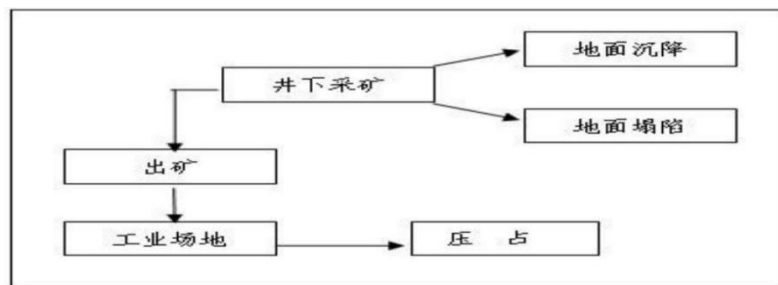 地面沉降
井下采矿
地面塌陷
出矿
工业场地
压 占